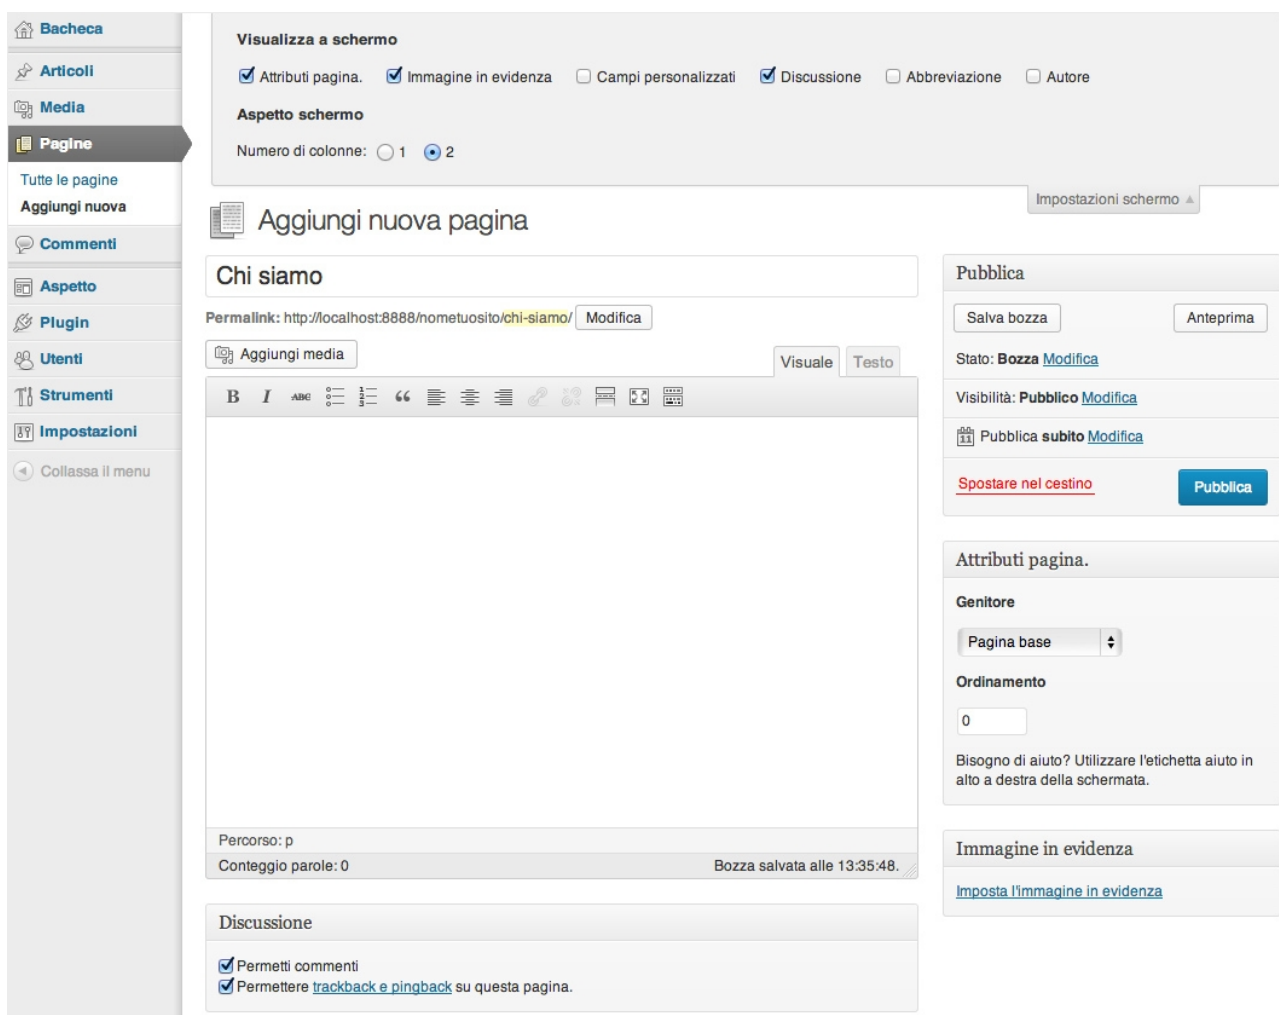 Bacheca
Articoli
Media
Pagine
Tutte le pagine
Aggiungi nuova
Commenti
Aspetto
Plugin
Utenti
Strumenti
Impostazioni
Collassa il menu
Visualizza a schermo
Attributi pagina. Immagine in evidenza Campi personalizzati Discussione Abbreviazione Autore
Aspetto schermo
Numero di colonne: 1 2
Impostazioni schermo
Aggiungi nuova pagina
Chi siamo
Permalink: http://localhost:8888/nometuosito/chi-siamo/ Modifica
Aggiungi media
Visuale Testo
B I ABC
Percorso: p
Conteggio parole: 0 Bozza salvata alle 13:35:48.
Discussione
Permetti commenti
Permettere trackback e pingback su questa pagina.
Pubblica
Salva bozza Anteprima
Stato: Bozza Modifica
Visibilità: Pubblico Modifica
11 Pubblica subito Modifica
Spostare nel cestino Pubblica
Attributi pagina.
Genitore
Pagina base
Ordinamento
0
Bisogno di aiuto? Utilizzare l'etichetta aiuto in
alto a destra della schermata.
Immagine in evidenza
Imposta l'immagine in evidenza